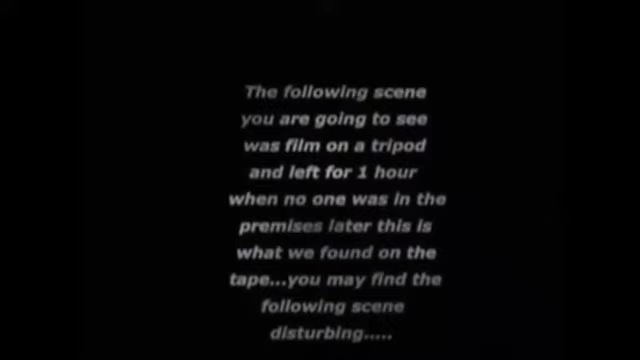 The following scene
you are going to see
was film on a tripod
and left for 1 hour
when no one was in the
premises later this is
what we found on the
tape...you may find the
following scene
disturbing.....